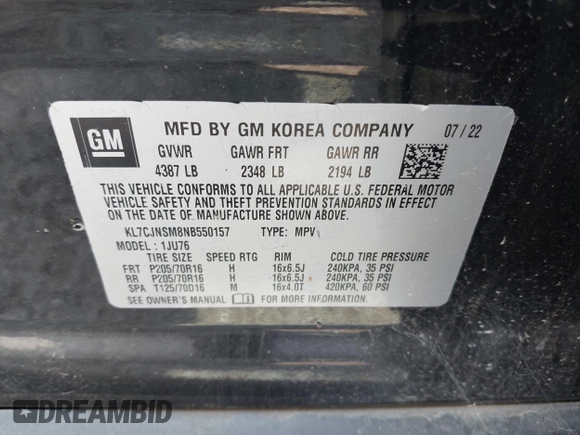 GM MFD BY GM KOREA COMPANY 07/22
GVWR GAWR FRT GAWR RR
4387 LB 2348 LB 2194 LB
THIS VEHICLE CONFORMS TO ALL APPLICABLE U.S. FEDERAL MOTOR
VEHICLE SAFETY AND THEFT PREVENTION STANDARDS IN EFFECT
ON THE DATE OF MANUFACTURE SHOWN ABOVE.
KL7CJNSM8NB550157 TYPE: MPV
MODEL: 1JU76
TIRE SIZE SPEED RTG RIM COLD TIRE PRESSURE
FRT P205/70R16 H 16x6.5J 240KPA, 35 PSI
RR P205/70R16 H 16x6.5J 240KPA, 35 PSI
SPA T125/70D16 M 16x4.0T 420KPA, 60 PSI
SEE OWNER'S MANUAL FOR MORE INFORMATION.
DREAMBID